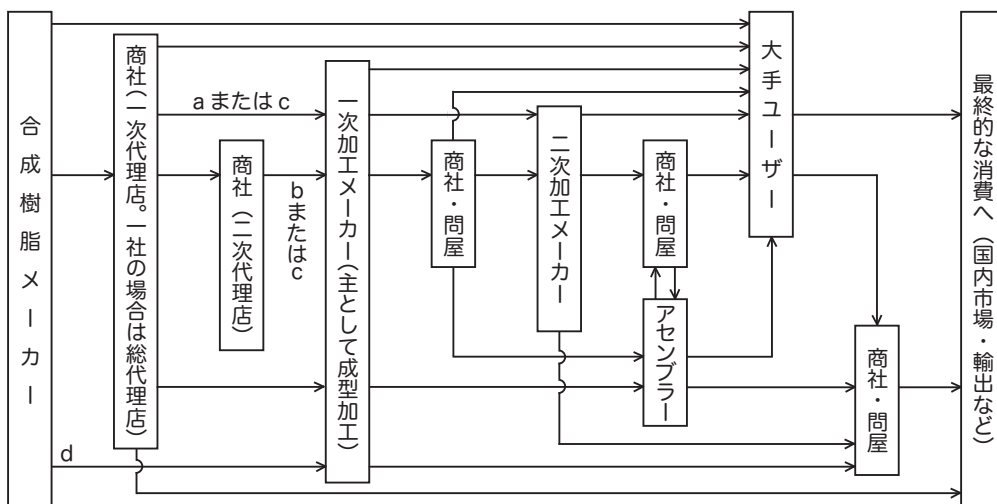 合成樹脂メーカー
商社（一次代理店。一社の場合は総代理店）
aまたはc
商社（二次代理店）
bまたはc
d
一次加工メーカー（主として成型加工）
商社・問屋
二次加工メーカー
商社・問屋
アセンブラー
大手ユーザー
商社・問屋
最終的な消費へ（国内市場・輸出など）